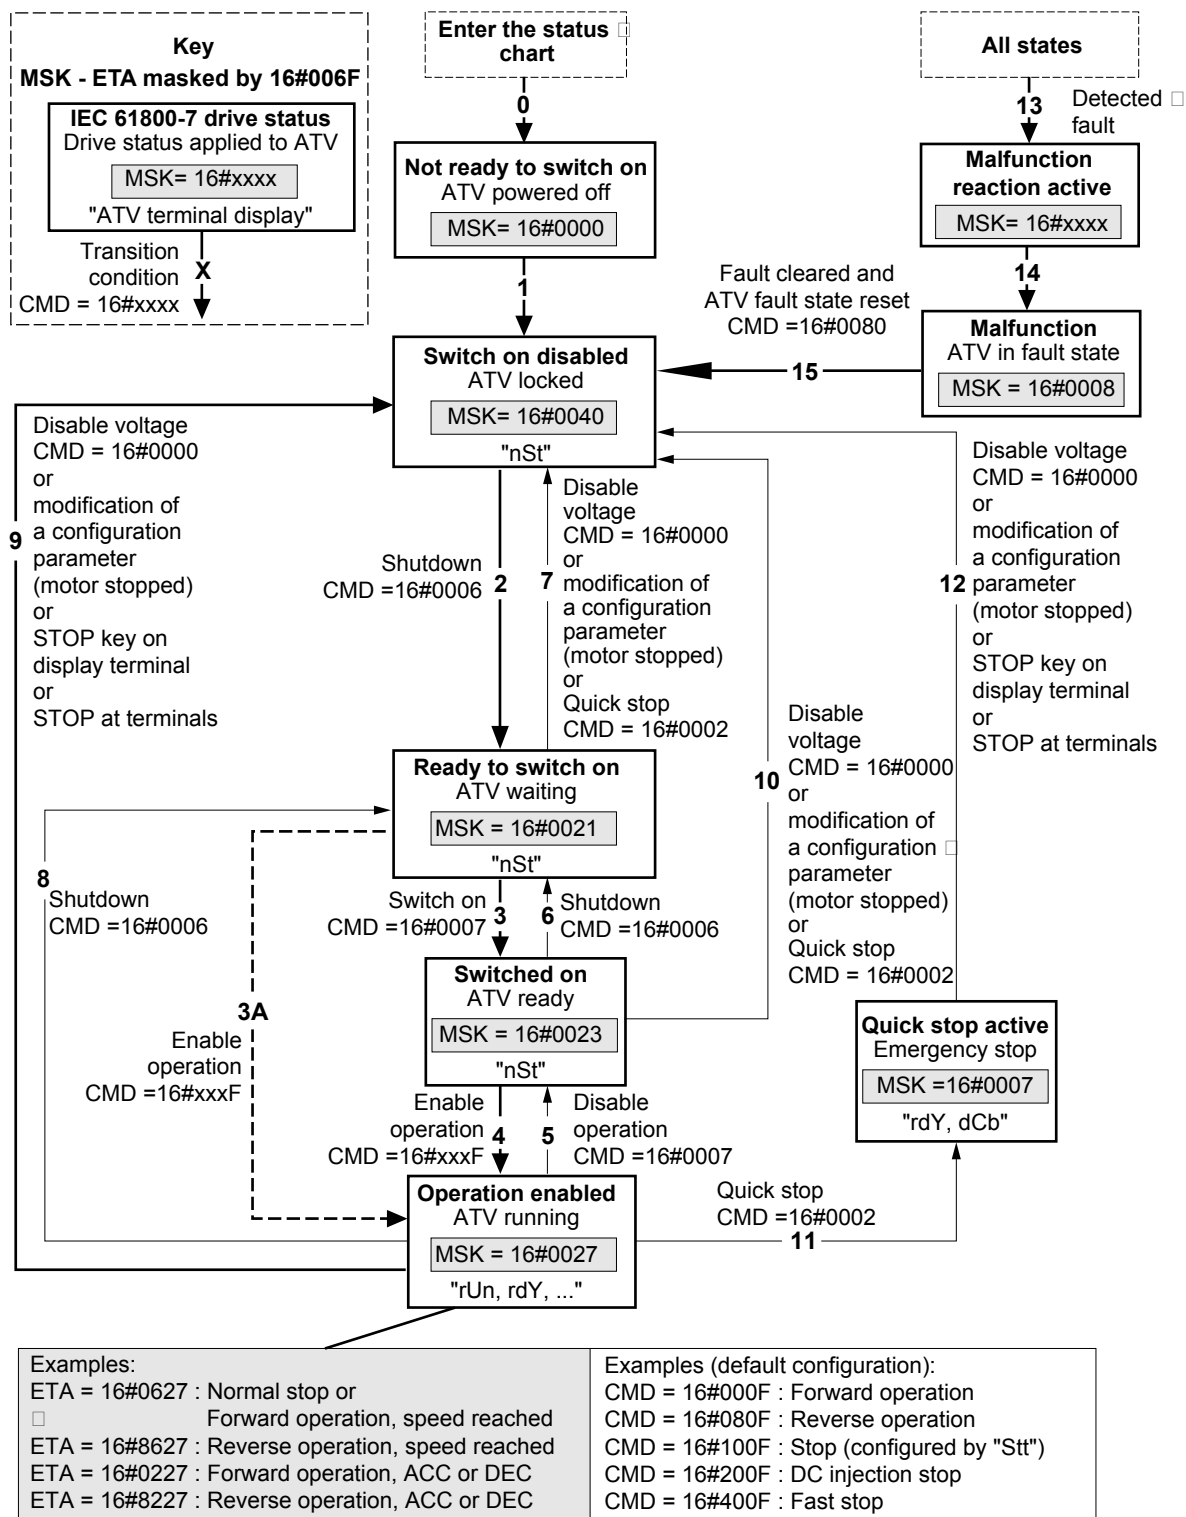 Key
MSK - ETA masked by 16#006F
IEC 61800-7 drive status
Drive status applied to ATV
MSK= 16#xxxx
"ATV terminal display"
Transition
condition
CMD = 16#xxxx
X
Enter the status
chart
0
Not ready to switch on
ATV powered off
MSK= 16#0000
1
All states
13
Detected
fault
Malfunction
reaction active
MSK= 16#xxxx
14
Malfunction
ATV in fault state
MSK = 16#0008
Fault cleared and
ATV fault state reset
CMD =16#0080
15
Switch on disabled
ATV locked
MSK= 16#0040
"nSt"
9
Disable voltage
CMD = 16#0000
or
modification of
a configuration
parameter
(motor stopped)
or
STOP key on
display terminal
or
STOP at terminals
Shutdown
CMD =16#0006
2
7
Disable
voltage
CMD = 16#0000
or
modification of
a configuration
parameter
(motor stopped)
or
Quick stop
CMD = 16#0002
12
Disable voltage
CMD = 16#0000
or
modification of
a configuration
parameter
(motor stopped)
or
STOP key on
display terminal
or
STOP at terminals
10
Disable
voltage
CMD = 16#0000
or
modification of
a configuration
parameter
(motor stopped)
or
Quick stop
CMD = 16#0002
Ready to switch on
ATV waiting
MSK = 16#0021
"nSt"
8
Shutdown
CMD =16#0006
Switch on
CMD =16#0007
3
6
Shutdown
CMD =16#0006
Switched on
ATV ready
MSK = 16#0023
"nSt"
3A
Enable
operation
CMD =16#xxxF
Enable
operation
CMD =16#xxxF
4
5
Disable
operation
CMD =16#0007
Quick stop active
Emergency stop
MSK =16#0007
"rdY, dCb"
Operation enabled
ATV running
MSK = 16#0027
"rUn, rdY, ..."
Quick stop
CMD =16#0002
11
Examples:
ETA = 16#0627 : Normal stop or
Forward operation, speed reached
ETA = 16#8627 : Reverse operation, speed reached
ETA = 16#0227 : Forward operation, ACC or DEC
ETA = 16#8227 : Reverse operation, ACC or DEC
Examples (default configuration):
CMD = 16#000F : Forward operation
CMD = 16#080F : Reverse operation
CMD = 16#100F : Stop (configured by "Stt")
CMD = 16#200F : DC injection stop
CMD = 16#400F : Fast stop